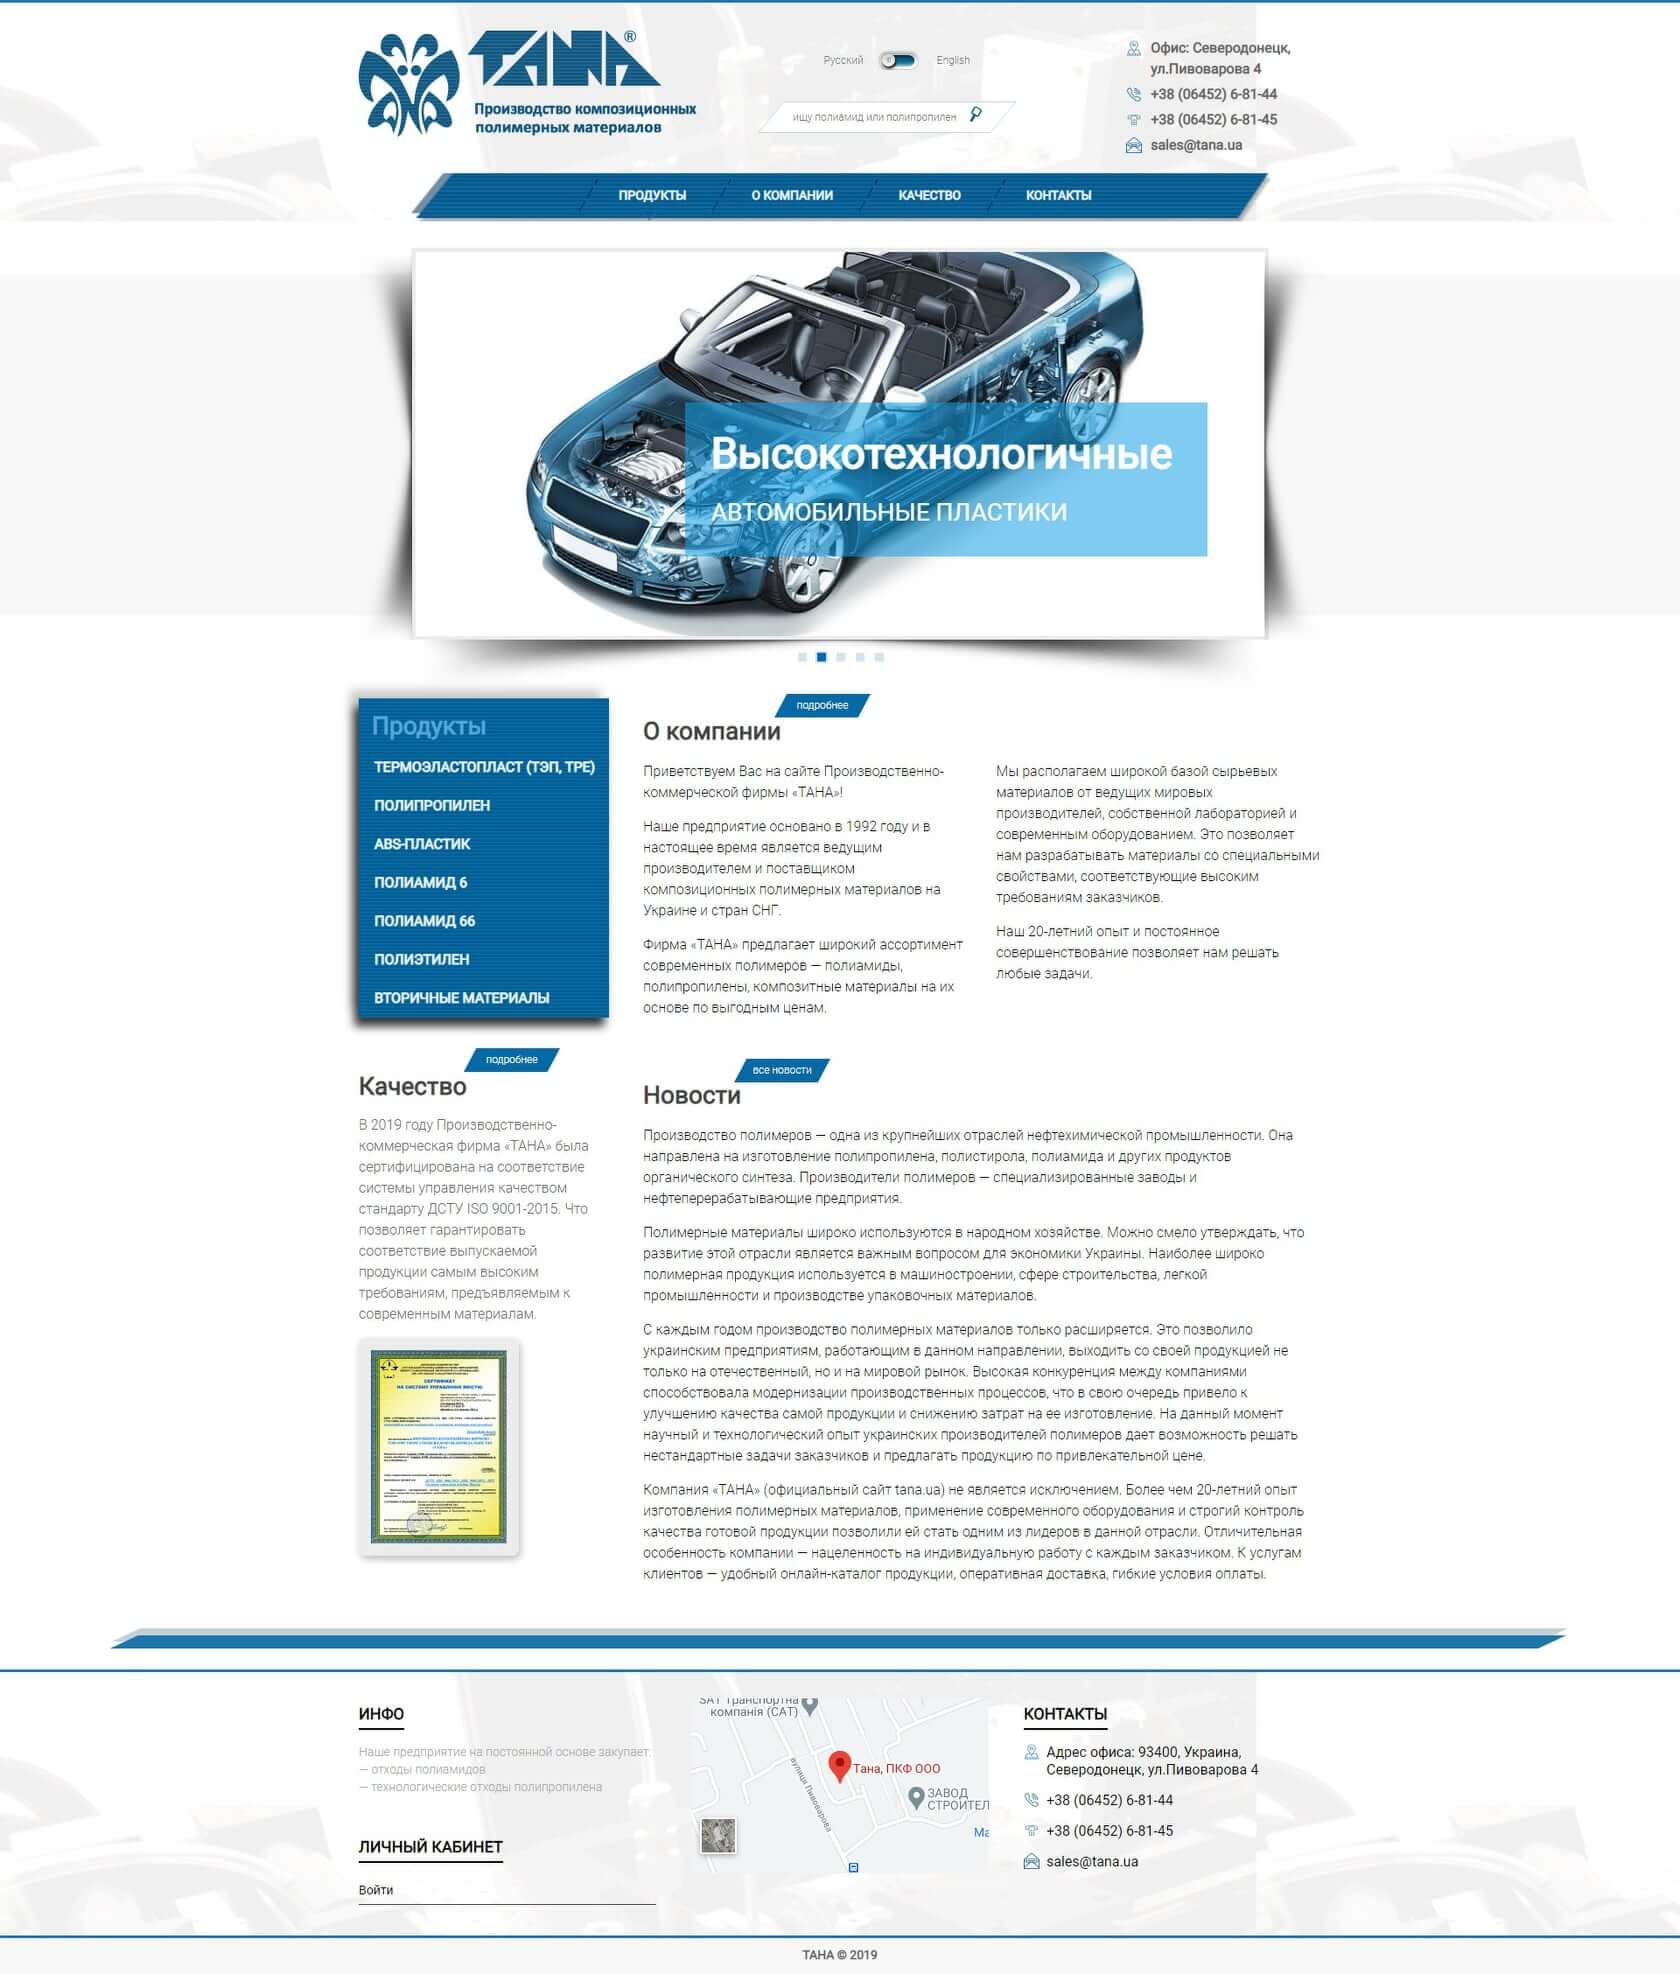 ТАНА®
Производство композиционных
полимерных материалов
Русский
English
ищу полиамид или полипропилен
Офис: Северодонецк,
ул.Пивоварова 4
+38 (06452) 6-81-44
+38 (06452) 6-81-45
sales@tana.ua
ПРОДУКТЫ
О КОМПАНИИ
КАЧЕСТВО
КОНТАКТЫ
Высокотехнологичные
АВТОМОБИЛЬНЫЕ ПЛАСТИКИ
Продукты
ТЕРМОЭЛАСТОПЛАСТ (ТЭП, TPE)
ПОЛИПРОПИЛЕН
ABS-ПЛАСТИК
ПОЛИАМИД 6
ПОЛИАМИД 66
ПОЛИЭТИЛЕН
ВТОРИЧНЫЕ МАТЕРИАЛЫ
подробнее
О компании
Приветствуем Вас на сайте Производственно-
коммерческой фирмы «ТАНА»!
Наше предприятие основано в 1992 году и в
настоящее время является ведущим
производителем и поставщиком
композиционных полимерных материалов на
Украине и стран СНГ.
Фирма «ТАНА» предлагает широкий ассортимент
современных полимеров — полиамиды,
полипропилены, композитные материалы на их
основе по выгодным ценам.
Мы располагаем широкой базой сырьевых
материалов от ведущих мировых
производителей, собственной лабораторией и
современным оборудованием. Это позволяет
нам разрабатывать материалы со специальными
свойствами, соответствующие высоким
требованиям заказчиков.
Наш 20-летний опыт и постоянное
совершенствование позволяет нам решать
любые задачи.
подробнее
Качество
В 2019 году Производственно-
коммерческая фирма «ТАНА» была
сертифицирована на соответствие
системы управления качеством
стандарту ДСТУ ISO 9001-2015. Что
позволяет гарантировать
соответствие выпускаемой
продукции самым высоким
требованиям, предъявляемым к
современным материалам.
СЕРТИФІКАТ
НА СИСТЕМУ УПРАВЛІННЯ ЯКІСТЮ
все новости
Новости
Производство полимеров — одна из крупнейших отраслей нефтехимической промышленности. Она
направлена на изготовление полипропилена, полистирола, полиамида и других продуктов
органического синтеза. Производители полимеров — специализированные заводы и
нефтеперерабатывающие предприятия.
Полимерные материалы широко используются в народном хозяйстве. Можно смело утверждать, что
развитие этой отрасли является важным вопросом для экономики Украины. Наиболее широко
полимерная продукция используется в машиностроении, сфере строительства, легкой
промышленности и производстве упаковочных материалов.
С каждым годом производство полимерных материалов только расширяется. Это позволило
украинским предприятиям, работающим в данном направлении, выходить со своей продукцией не
только на отечественный, но и на мировой рынок. Высокая конкуренция между компаниями
способствовала модернизации производственных процессов, что в свою очередь привело к
улучшению качества самой продукции и снижению затрат на ее изготовление. На данный момент
научный и технологический опыт украинских производителей полимеров дает возможность решать
нестандартные задачи заказчиков и предлагать продукцию по привлекательной цене.
Компания «ТАНА» (официальный сайт tana.ua) не является исключением. Более чем 20-летний опыт
изготовления полимерных материалов, применение современного оборудования и строгий контроль
качества готовой продукции позволили ей стать одним из лидеров в данной отрасли. Отличительная
особенность компании — нацеленность на индивидуальную работу с каждым заказчиком. К услугам
клиентов — удобный онлайн-каталог продукции, оперативная доставка, гибкие условия оплаты.
ИНФО
Наше предприятие на постоянной основе закупает:
— отходы полиамидов
— технологические отходы полипропилена
ЛИЧНЫЙ КАБИНЕТ
Войти
SAT Транспортна
компанія (САТ)
вулиця Пивоварова
Тана, ПКФ ООО
ЗАВОД
СТРОИТЕЛ
Ма
КОНТАКТЫ
Адрес офиса: 93400, Украина,
Северодонецк, ул.Пивоварова 4
+38 (06452) 6-81-44
+38 (06452) 6-81-45
sales@tana.ua
ТАНА © 2019